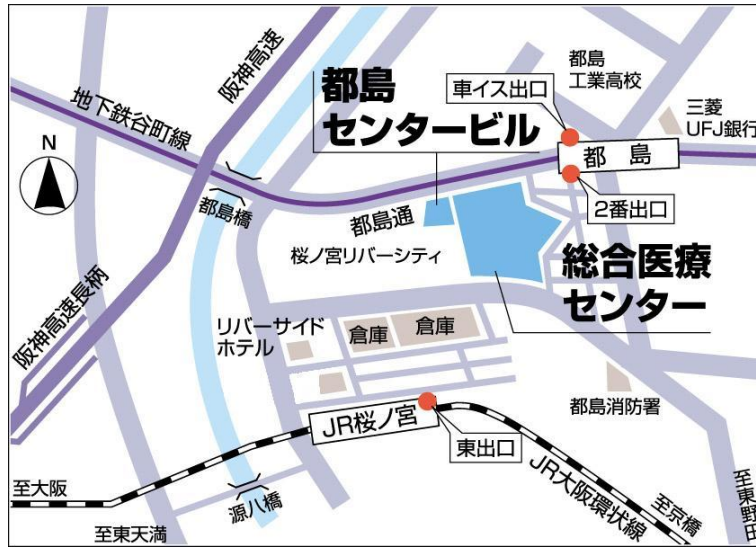 都島
工業高校
都島
センタービル
車イス出口
三菱
UFJ銀行
阪神高速
地下鉄谷町線
N
都島
2番出口
都島橋
都島通
桜ノ宮リバーシティ
総合医療
センター
阪神高速長柄
リバーサイド
ホテル
倉庫
倉庫
都島消防署
JR桜ノ宮
東出口
JR大阪環状線
至大阪
源八橋
至東天満
至京橋
至東野田